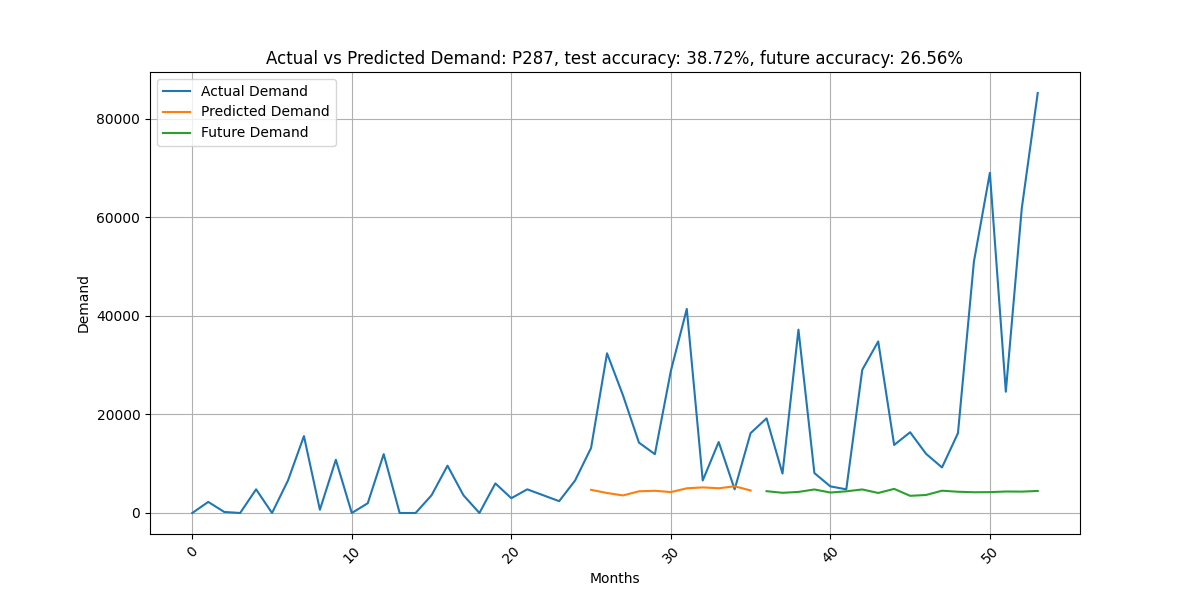 Actual vs Predicted Demand: P287, test accuracy: 38.72%, future accuracy: 26.56%
Actual Demand
Predicted Demand
Future Demand
80000
60000
40000
20000
0
Demand
0 10 20 30 40 50
Months